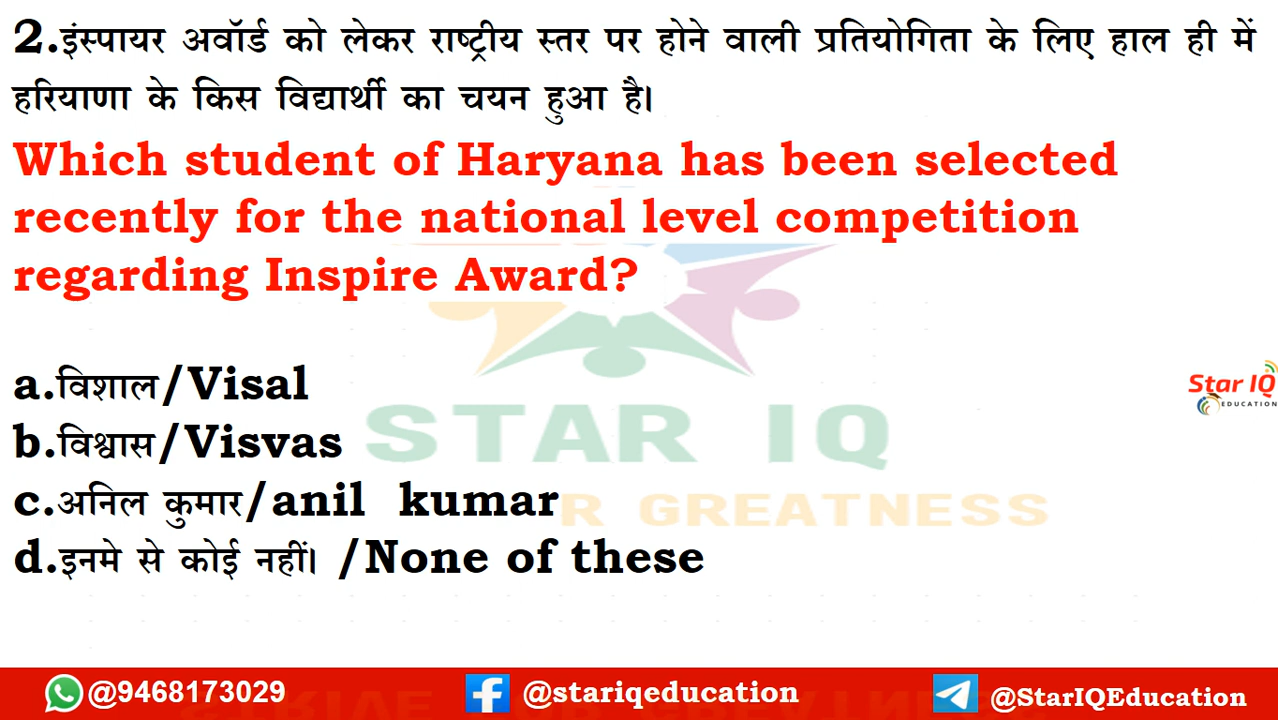 2.इंस्पायर अवॉर्ड को लेकर राष्ट्रीय स्तर पर होने वाली प्रतियोगिता के लिए हाल ही में
हरियाणा के किस विद्यार्थी का चयन हुआ है।
Which student of Haryana has been selected
recently for the national level competition
regarding Inspire Award?
a.विशाल/Visal
b.विश्वास/Visvas
c.अनिल कुमार/anil kumar
d.इनमे से कोई नहीं। /None of these
Star IQ
EDUCATION
STAR IQ
R GREATNESS
@9468173029
@stariqeducation
@StarIQEducation